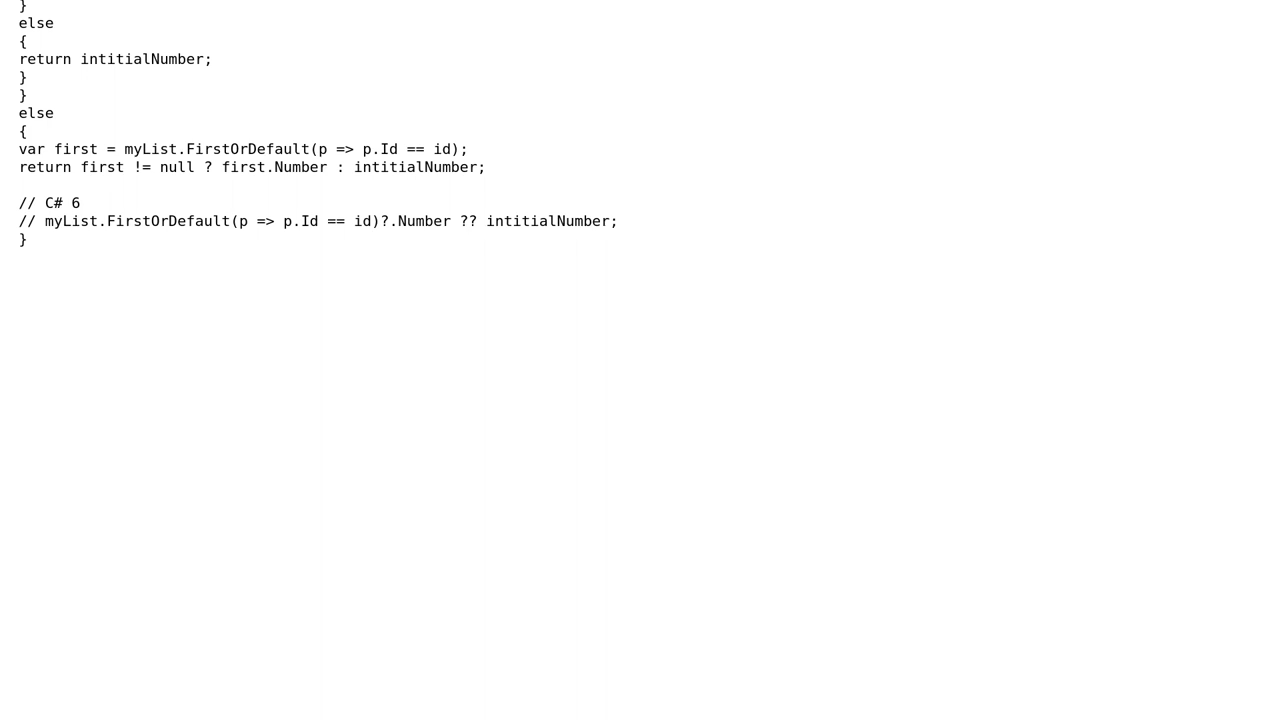 }
else
{
return intitialNumber;
}
}
else
{
var first = myList.FirstOrDefault(p => p.Id == id);
return first != null ? first.Number : intitialNumber;

// C# 6
// myList.FirstOrDefault(p => p.Id == id)?.Number ?? intitialNumber;
}